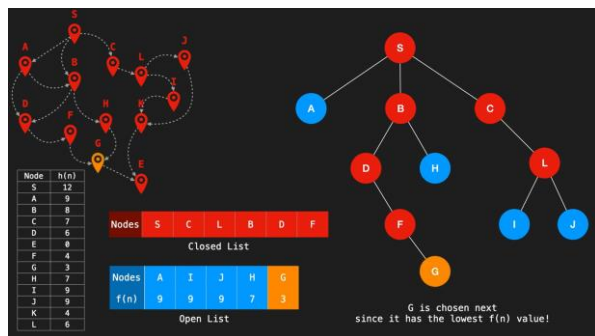 S
A
B
C
L
J
I
D
F
H
K
G
E
Node h(n)
S 12
A 9
B 8
C 7
D 6
E 0
F 4
G 3
H 7
I 9
J 9
K 4
L 6
Nodes S C L B D F
Closed List
Nodes A I J H G
f(n) 9 9 9 7 3
Open List
S
A B C
D H L
F I J
G
G is chosen next
since it has the lowest f(n) value!